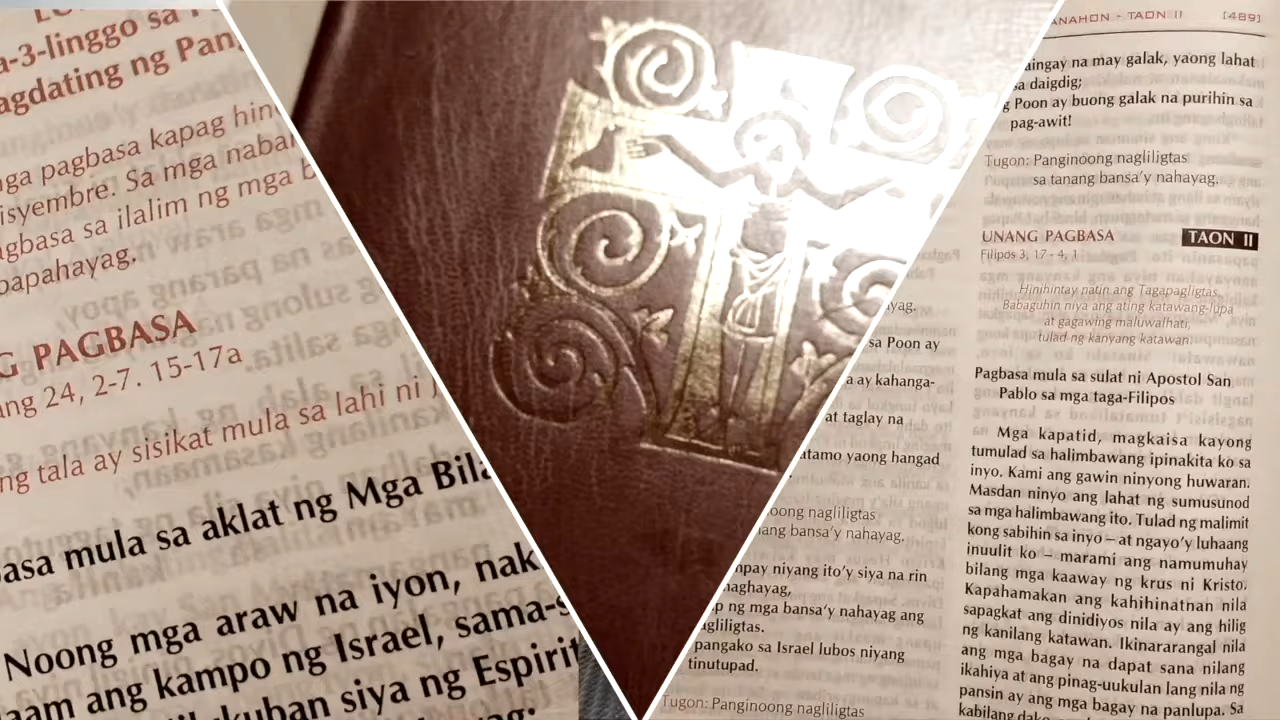 a-3-linggo sa
agdating ng Pan
nga pagbasa kapag hin
isyembre. Sa mga naba
agbasa sa ilalim ng mga
papahayag.
G PAGBASA
ang 24, 2-7. 15-17a
ng tala ay sisikat mula sa lahi ni J
basa mula sa aklat ng Mga Bila
Noong mga araw na iyon, nak
laam ang kampo ng Israel, sama-s
kuban siya ng Espirit
yag.
sa Poon ay
a ay kahanga-
at taglay na
atamo yaong hangad
oong nagliligtas
ang bansa'y nahayag.
mpay niyang ito'y siya na rin
naghayag,
p ng mga bansa'y nahayag ang
agliligtas.
pangako sa Israel lubos niyang
tinutupad.
Tugon: Panginoong nagliligtas
ANAHON - TAON II [489]
aingay na may galak, yaong lahat
sa daigdig;
g Poon ay buong galak na purihin sa
pag-awit!
Tugon: Panginoong nagliligtas
sa tanang bansa'y nahayag.
UNANG PAGBASA TAON II
Filipos 3, 17 - 4, 1
Hinihintay natin ang Tagapagligtas.
Babaguhin niya ang ating katawang-lupa
at gagawing maluwalhati,
tulad ng kanyang katawan.
Pagbasa mula sa sulat ni Apostol San
Pablo sa mga taga-Filipos
Mga kapatid, magkaisa kayong
tumulad sa halimbawang ipinakita ko sa
inyo. Kami ang gawin ninyong huwaran.
Masdan ninyo ang lahat ng sumusunod
sa mga halimbawang ito. Tulad ng malimit
kong sabihin sa inyo – at ngayo'y luhaang
inuulit ko – marami ang namumuhay
bilang mga kaaway ng krus ni Kristo.
Kapahamakan ang kahihinatnan nila
sapagkat ang dinidiyos nila ay ang hilig
ng kanilang katawan. Ikinararangal nila
ang mga bagay na dapat sana nilang
ikahiya at ang pinag-uukulan lang nila ng
pansin ay ang mga bagay na panlupa. Sa
kabilang dako